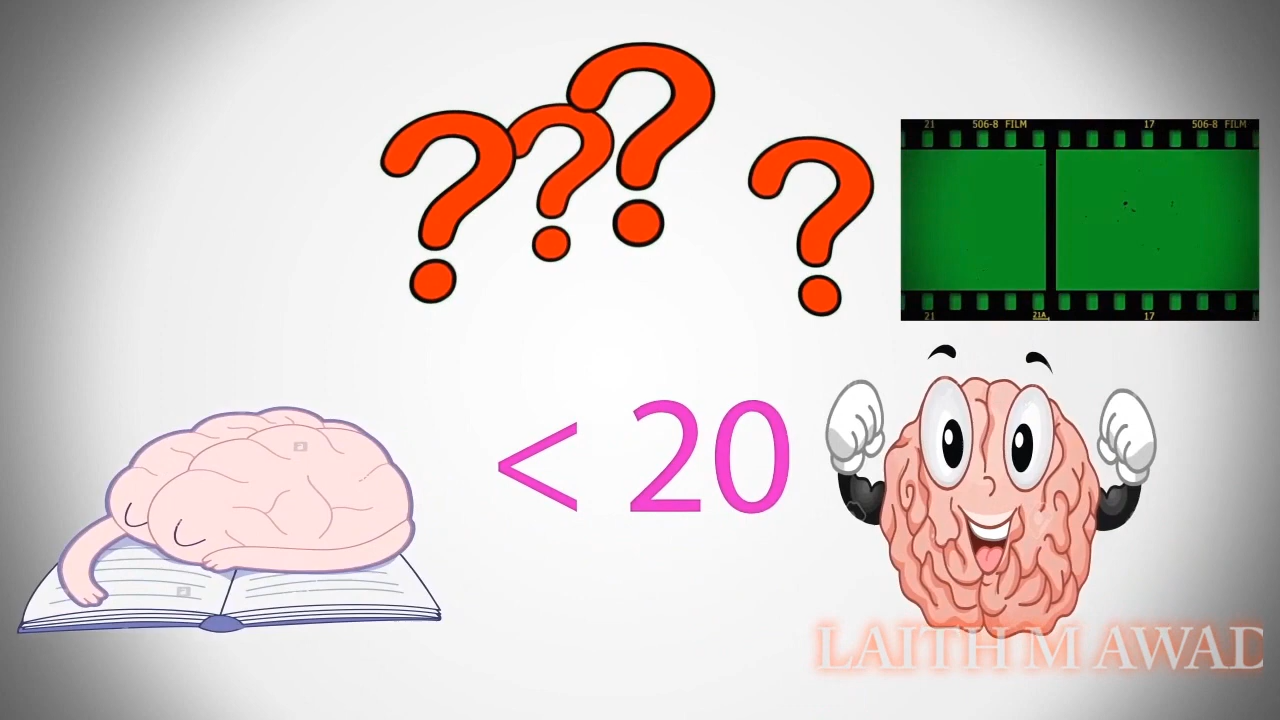 ? ? ? ?
21 506-8 FILM 17 506-8 FILM
21 21A 17
< 20
LAITH M AWAD